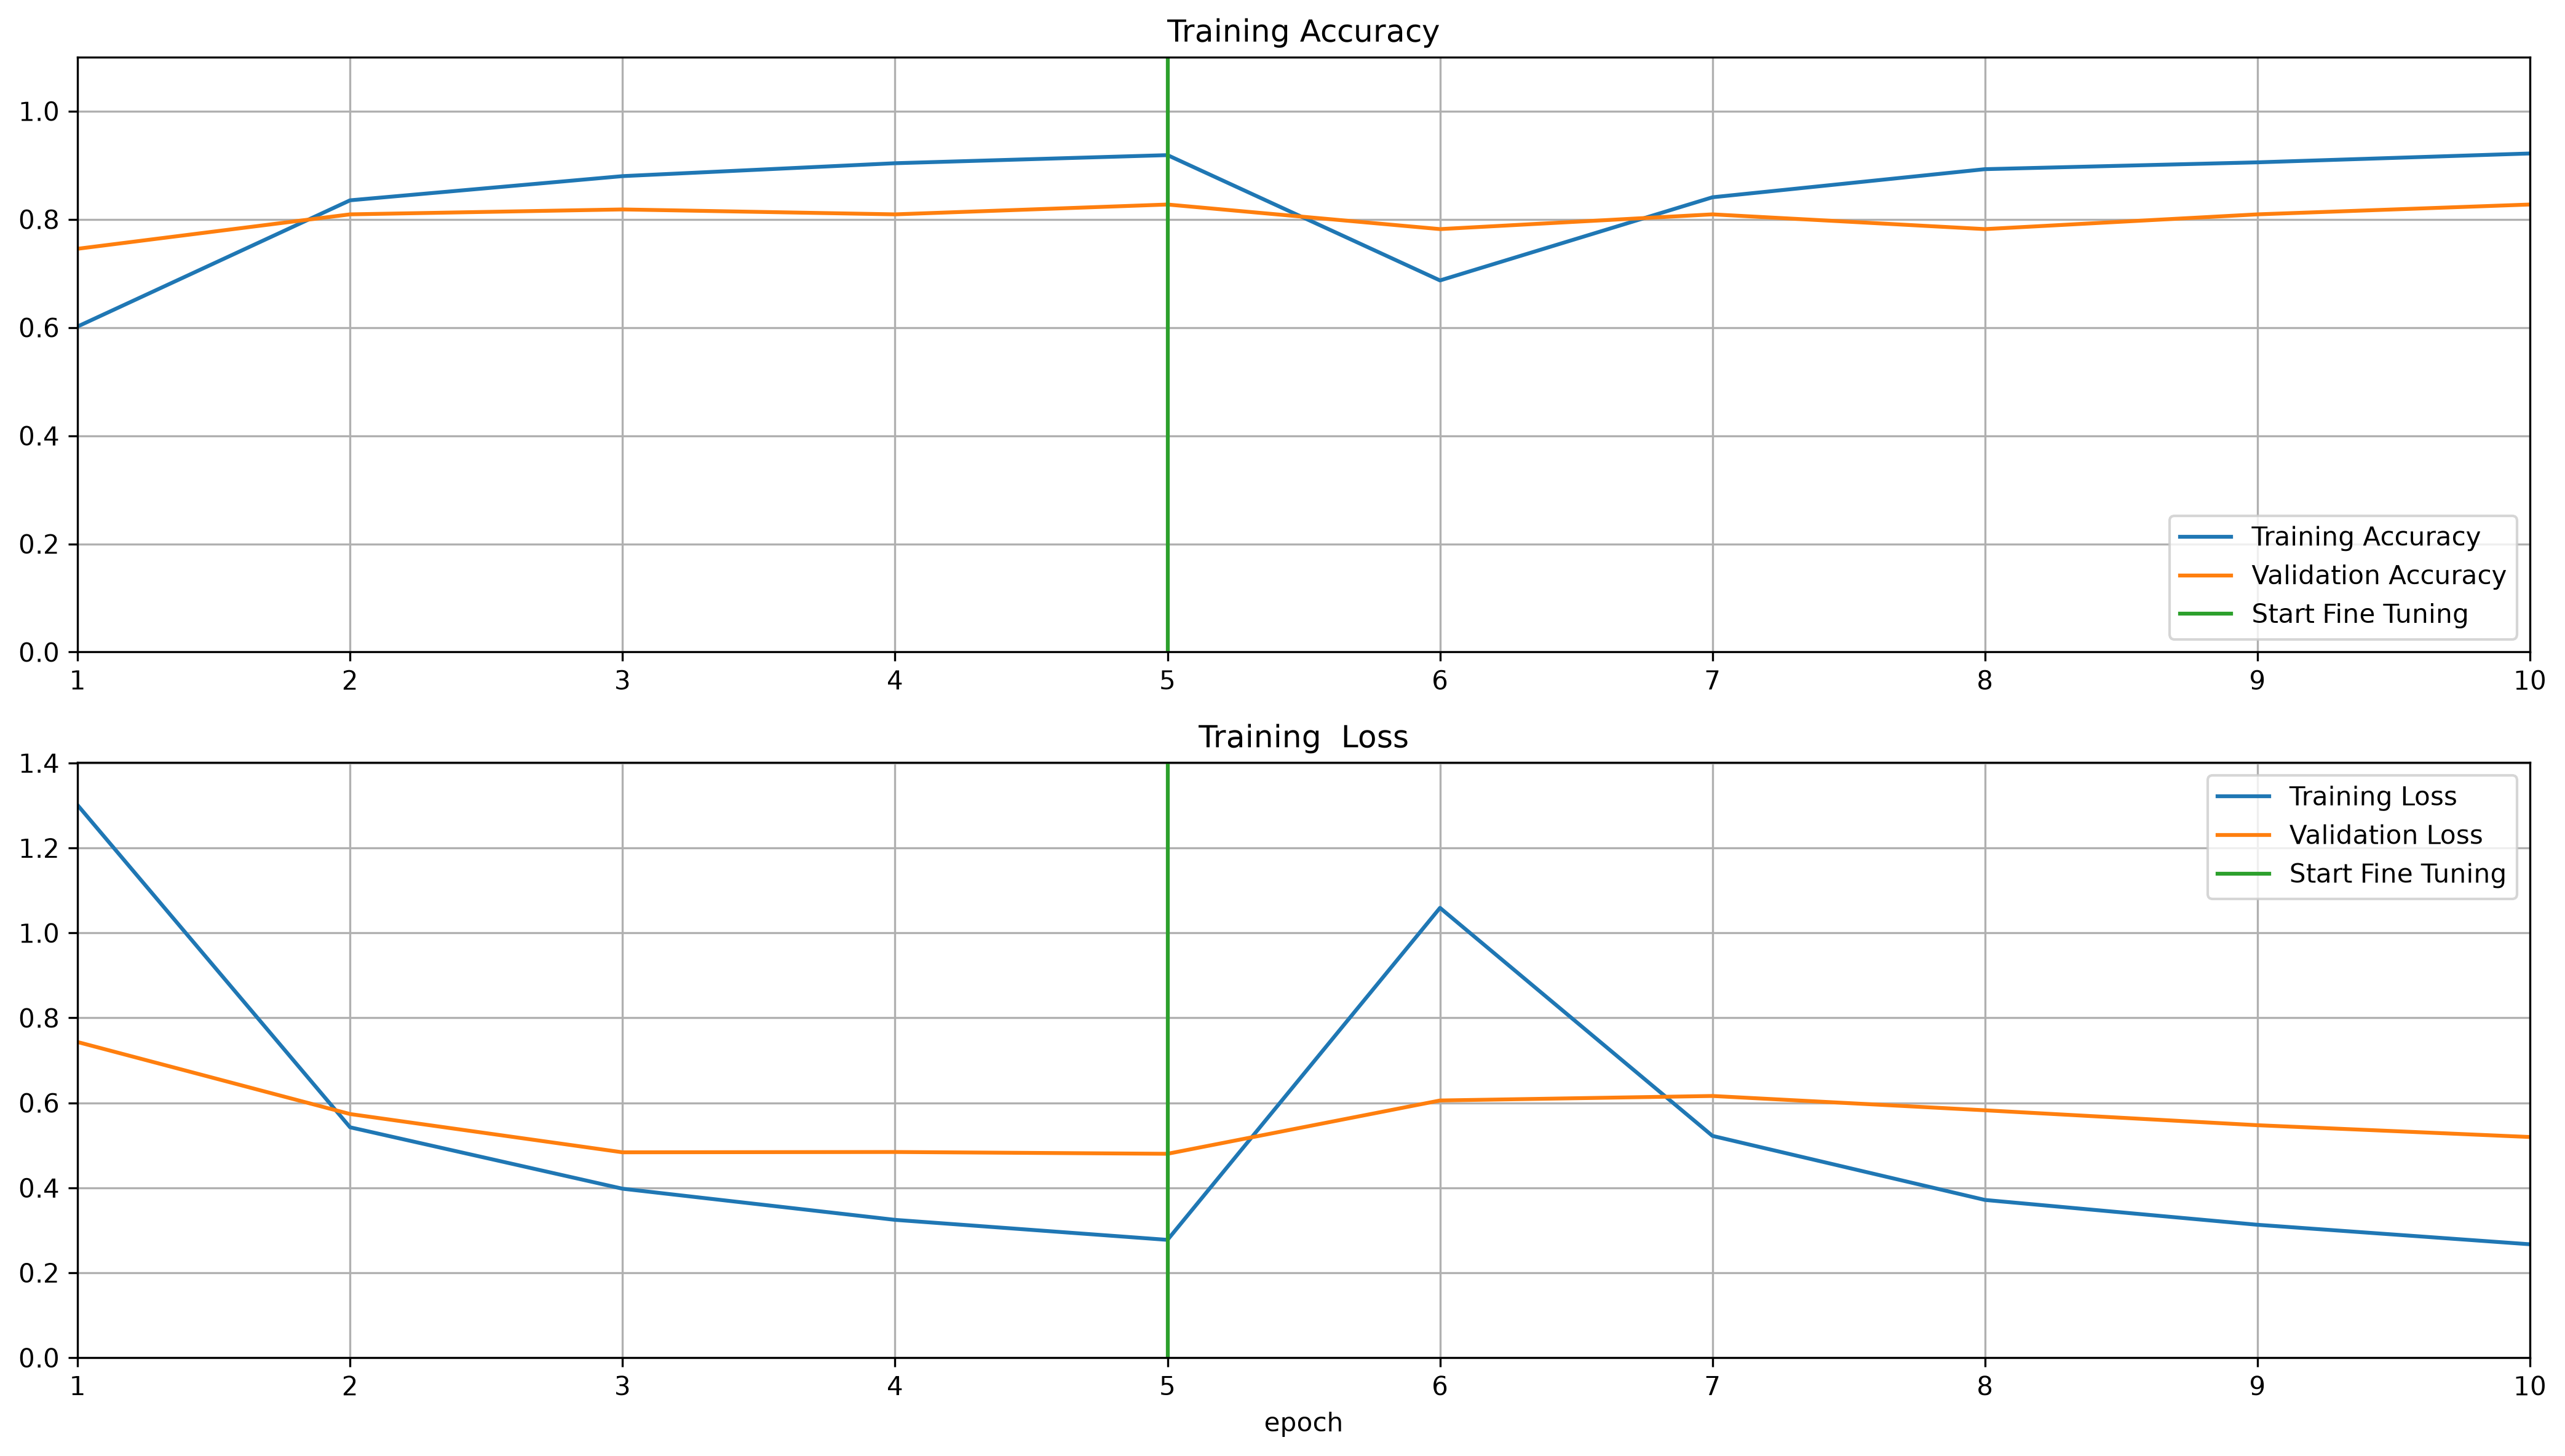 Training Accuracy
1.0
0.8
0.6
0.4
0.2
0.0
Training Accuracy
Validation Accuracy
Start Fine Tuning
1 2 3 4 5 6 7 8 9 10
Training  Loss
1.4
1.2
1.0
0.8
0.6
0.4
0.2
0.0
Training Loss
Validation Loss
Start Fine Tuning
1 2 3 4 5 6 7 8 9 10
epoch